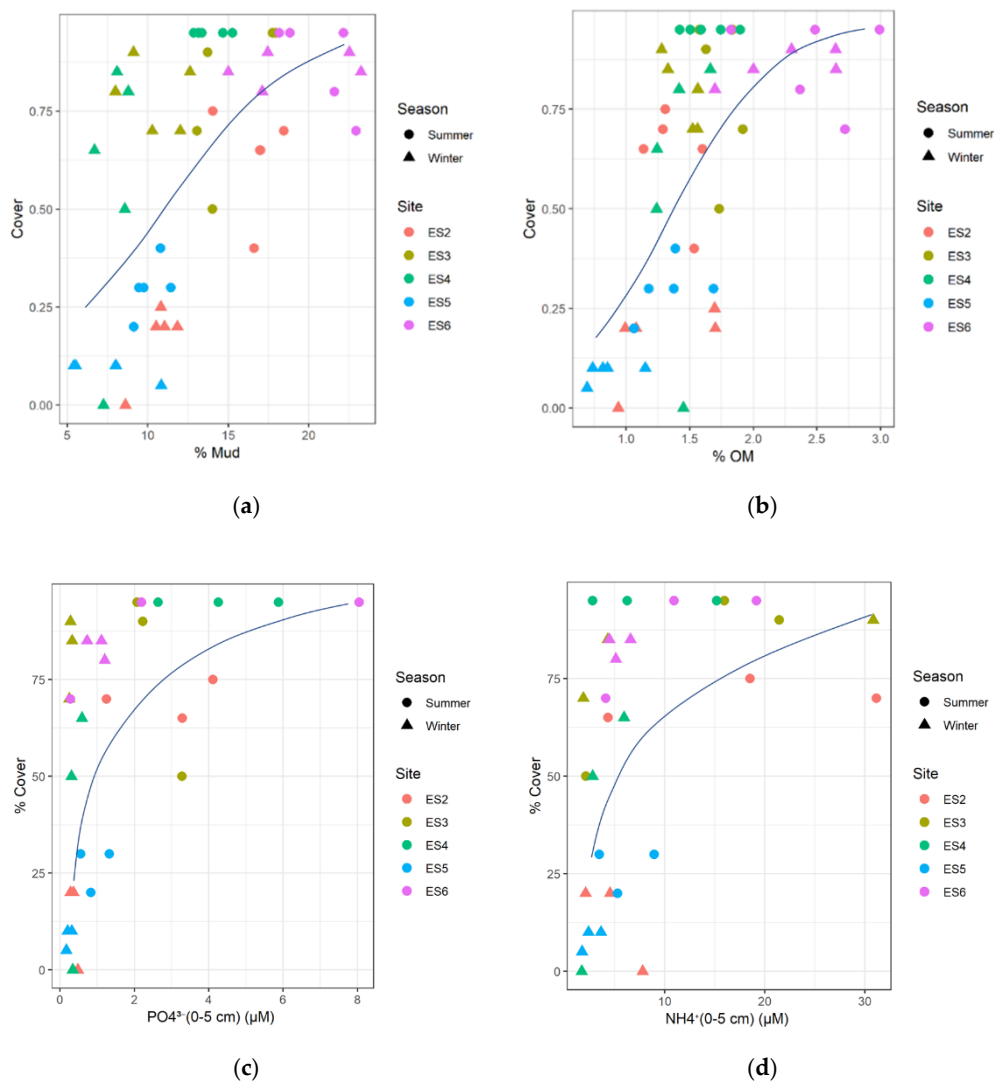 Cover
0.75
0.50
0.25
0.00
5
10
15
20
% Mud
Season
Summer
Winter
Site
ES2
ES3
ES4
ES5
ES6
(a)
Cover
0.75
0.50
0.25
0.00
1.0
1.5
2.0
2.5
3.0
% OM
Season
Summer
Winter
Site
ES2
ES3
ES4
ES5
ES6
(b)
% Cover
75
50
25
0
0
2
4
6
8
PO4³⁻(0-5 cm) (µM)
Season
Summer
Winter
Site
ES2
ES3
ES4
ES5
ES6
(c)
% Cover
75
50
25
0
10
20
30
NH4⁺(0-5 cm) (µM)
Season
Summer
Winter
Site
ES2
ES3
ES4
ES5
ES6
(d)